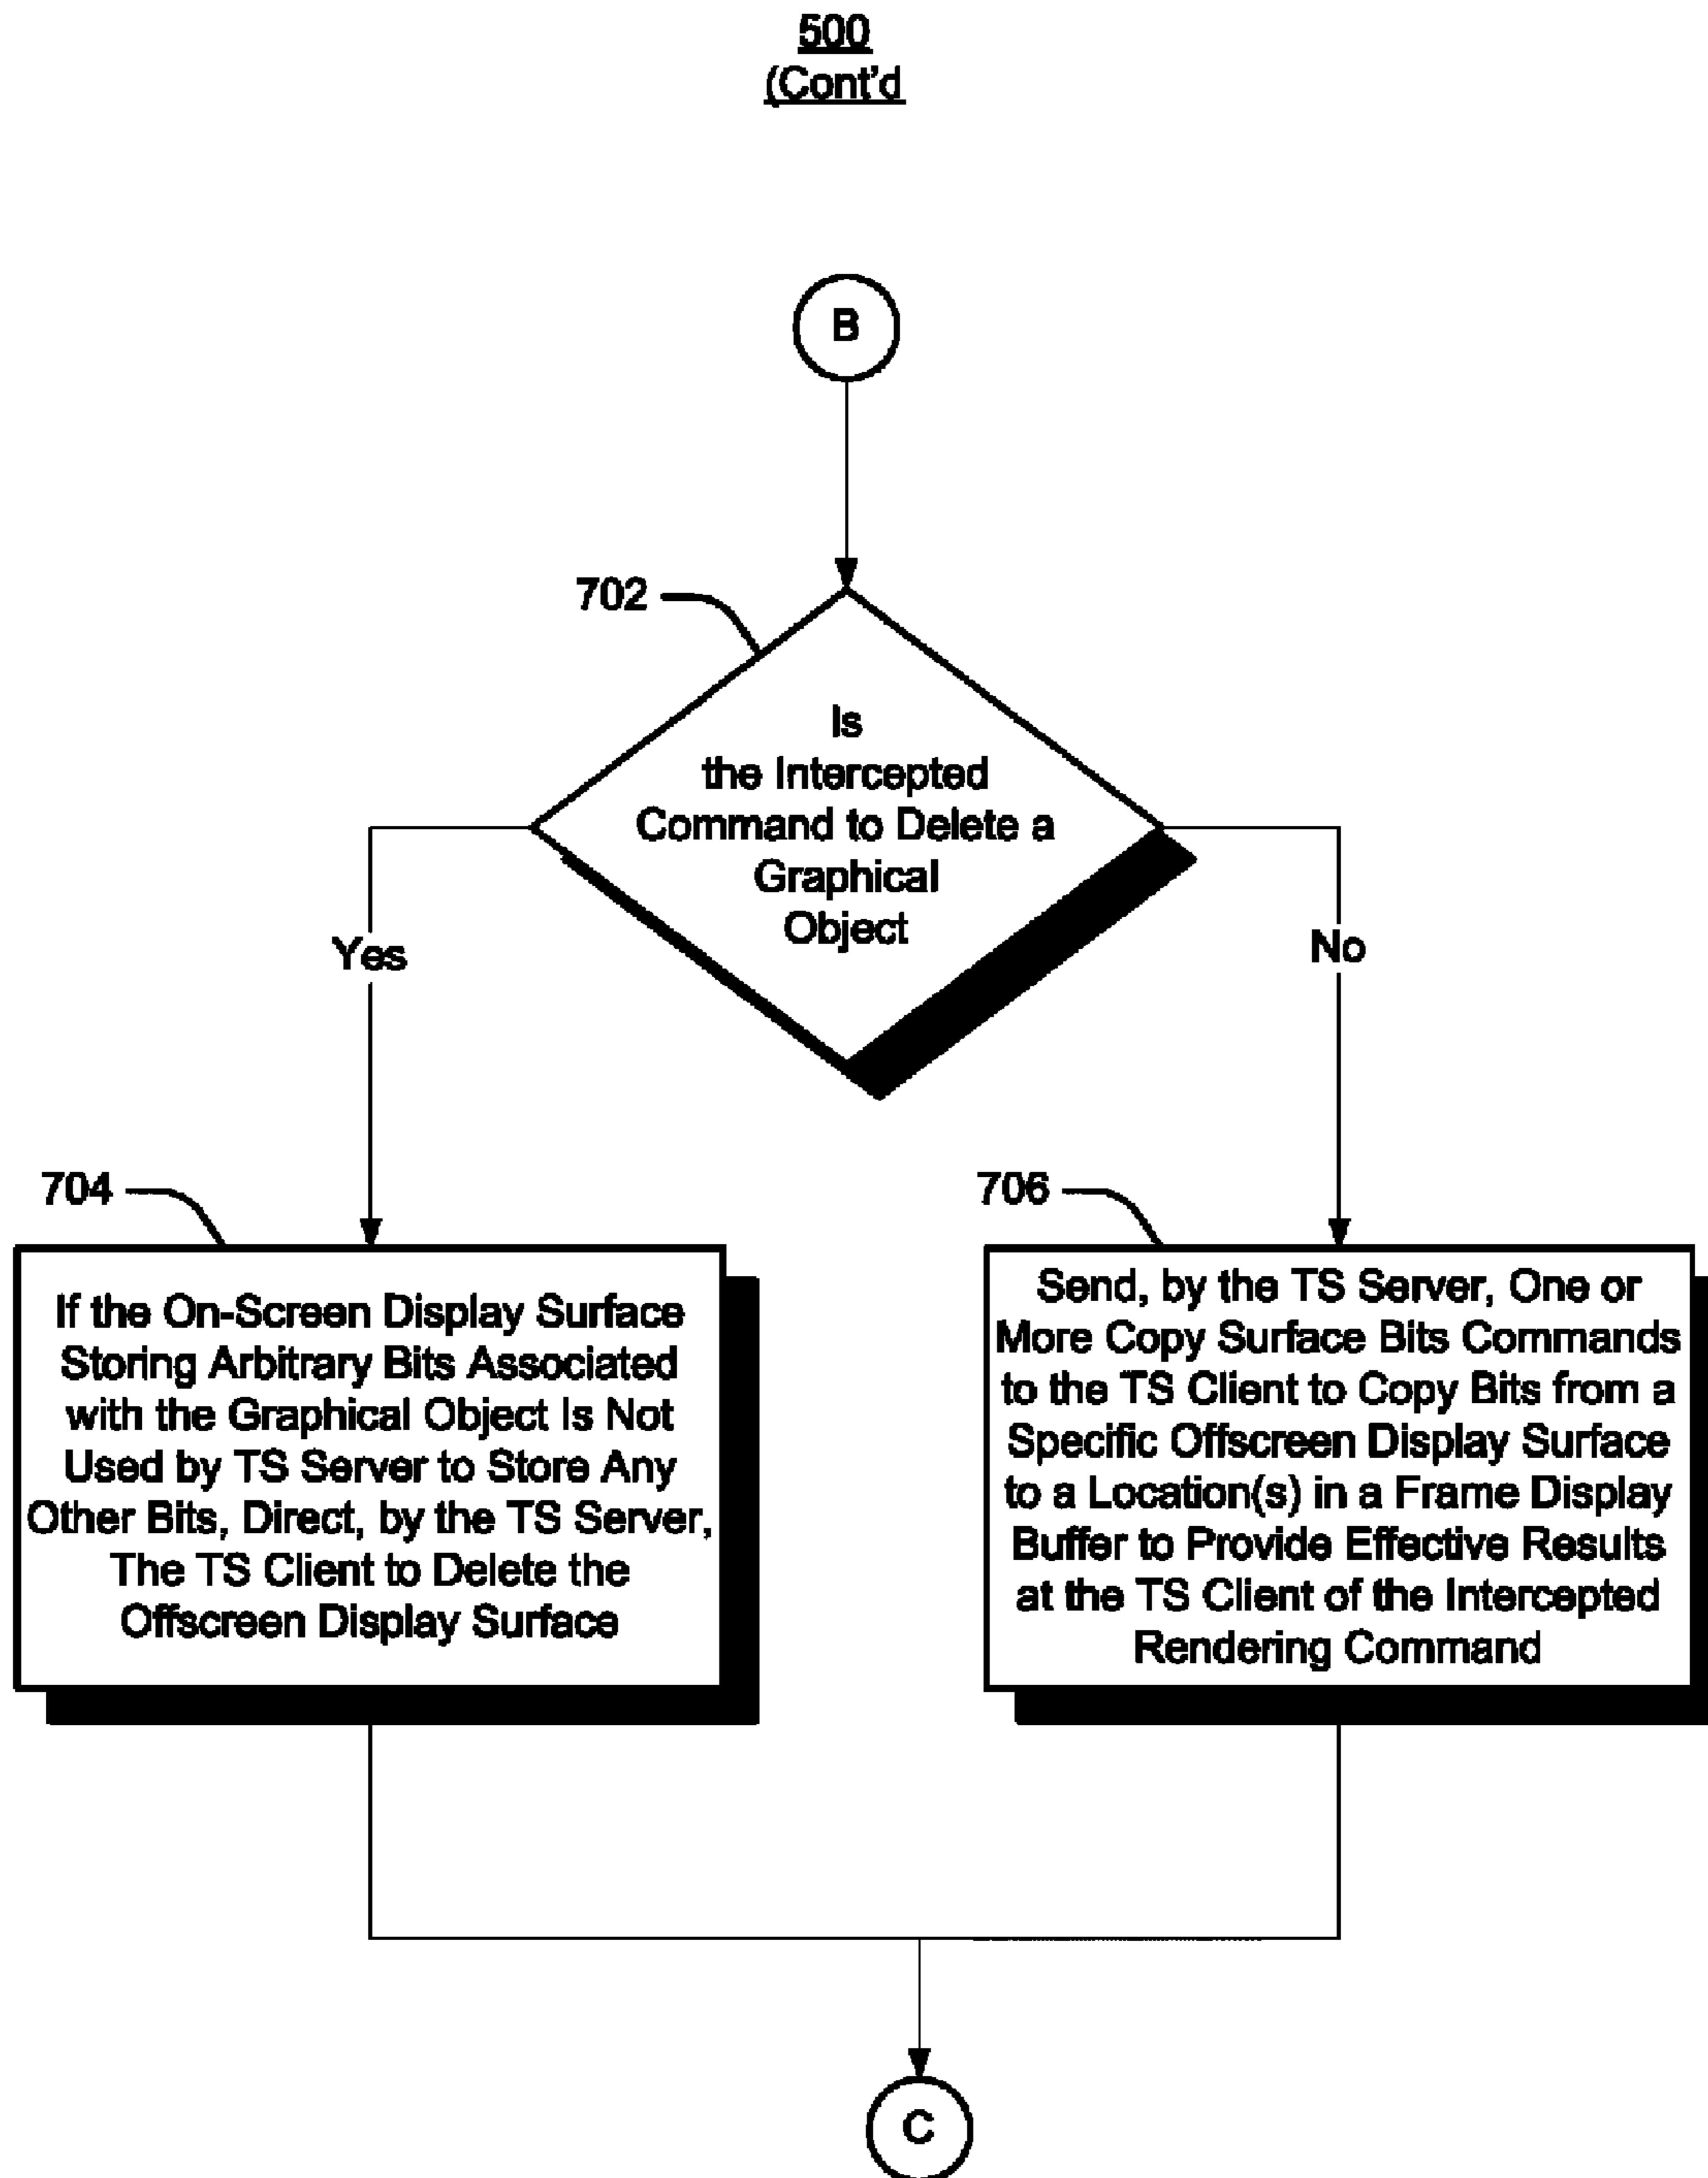 500
(Cont'd
B
702
Is
the Intercepted
Command to Delete a
Graphical
Object
Yes
No
704
If the On-Screen Display Surface
Storing Arbitrary Bits Associated
with the Graphical Object Is Not
Used by TS Server to Store Any
Other Bits, Direct, by the TS Server,
The TS Client to Delete the
Offscreen Display Surface
706
Send, by the TS Server, One or
More Copy Surface Bits Commands
to the TS Client to Copy Bits from a
Specific Offscreen Display Surface
to a Location(s) in a Frame Display
Buffer to Provide Effective Results
at the TS Client of the Intercepted
Rendering Command
C